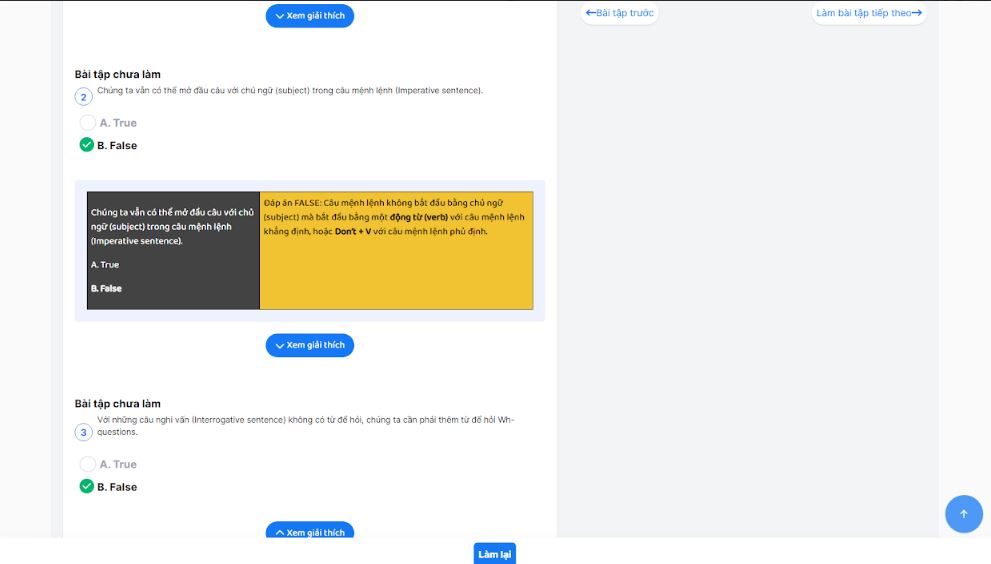 Xem giải thích
←Bài tập trước
Làm bài tập tiếp theo→
Bài tập chưa làm
2
Chúng ta vẫn có thể mở đầu câu với chủ ngữ (subject) trong câu mệnh lệnh (Imperative sentence).
A. True
B. False
Chúng ta vẫn có thể mở đầu câu với chủ
ngữ (subject) trong câu mệnh lệnh
(Imperative sentence).
A. True
B. False
Đáp án FALSE: Câu mệnh lệnh không bắt đầu bằng chủ ngữ
(subject) mà bắt đầu bằng một động từ (verb) với câu mệnh lệnh
khẳng định, hoặc Don't + V với câu mệnh lệnh phủ định.
Xem giải thích
Bài tập chưa làm
3
Với những câu nghi vấn (Interrogative sentence) không có từ để hỏi, chúng ta cần phải thêm từ để hỏi Wh-
questions.
A. True
B. False
Xem giải thích
Làm lại